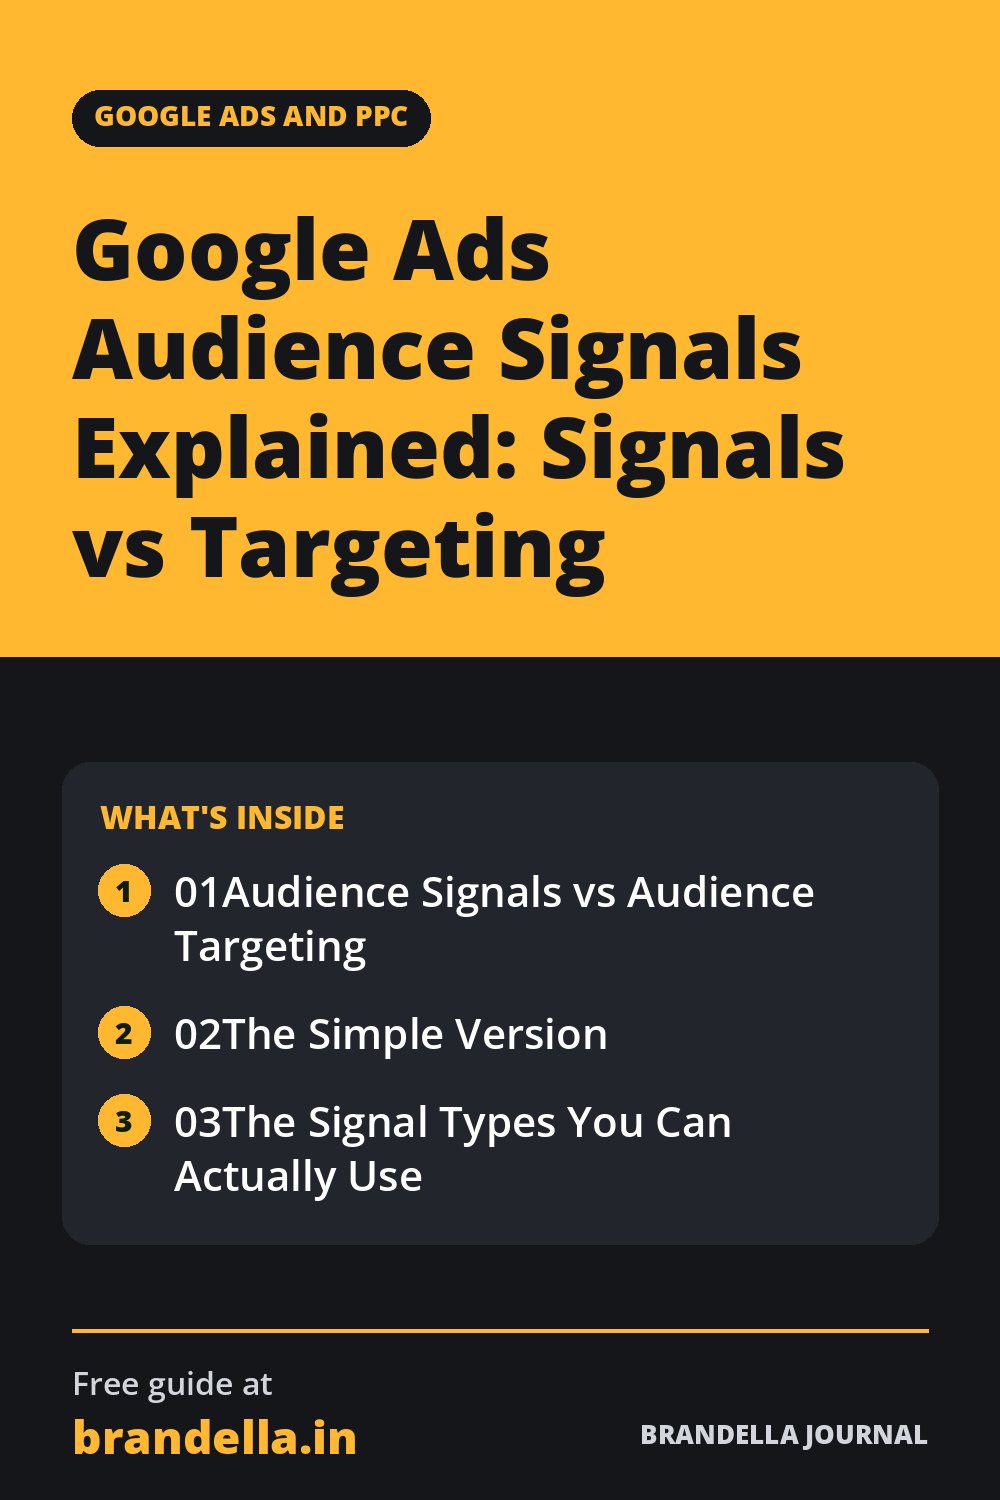 GOOGLE ADS AND PPC
Google Ads
Audience Signals
Explained: Signals
vs Targeting
WHAT'S INSIDE
1 01Audience Signals vs Audience
Targeting
2 02The Simple Version
3 03The Signal Types You Can
Actually Use
Free guide at
brandella.in
BRANDELLA JOURNAL